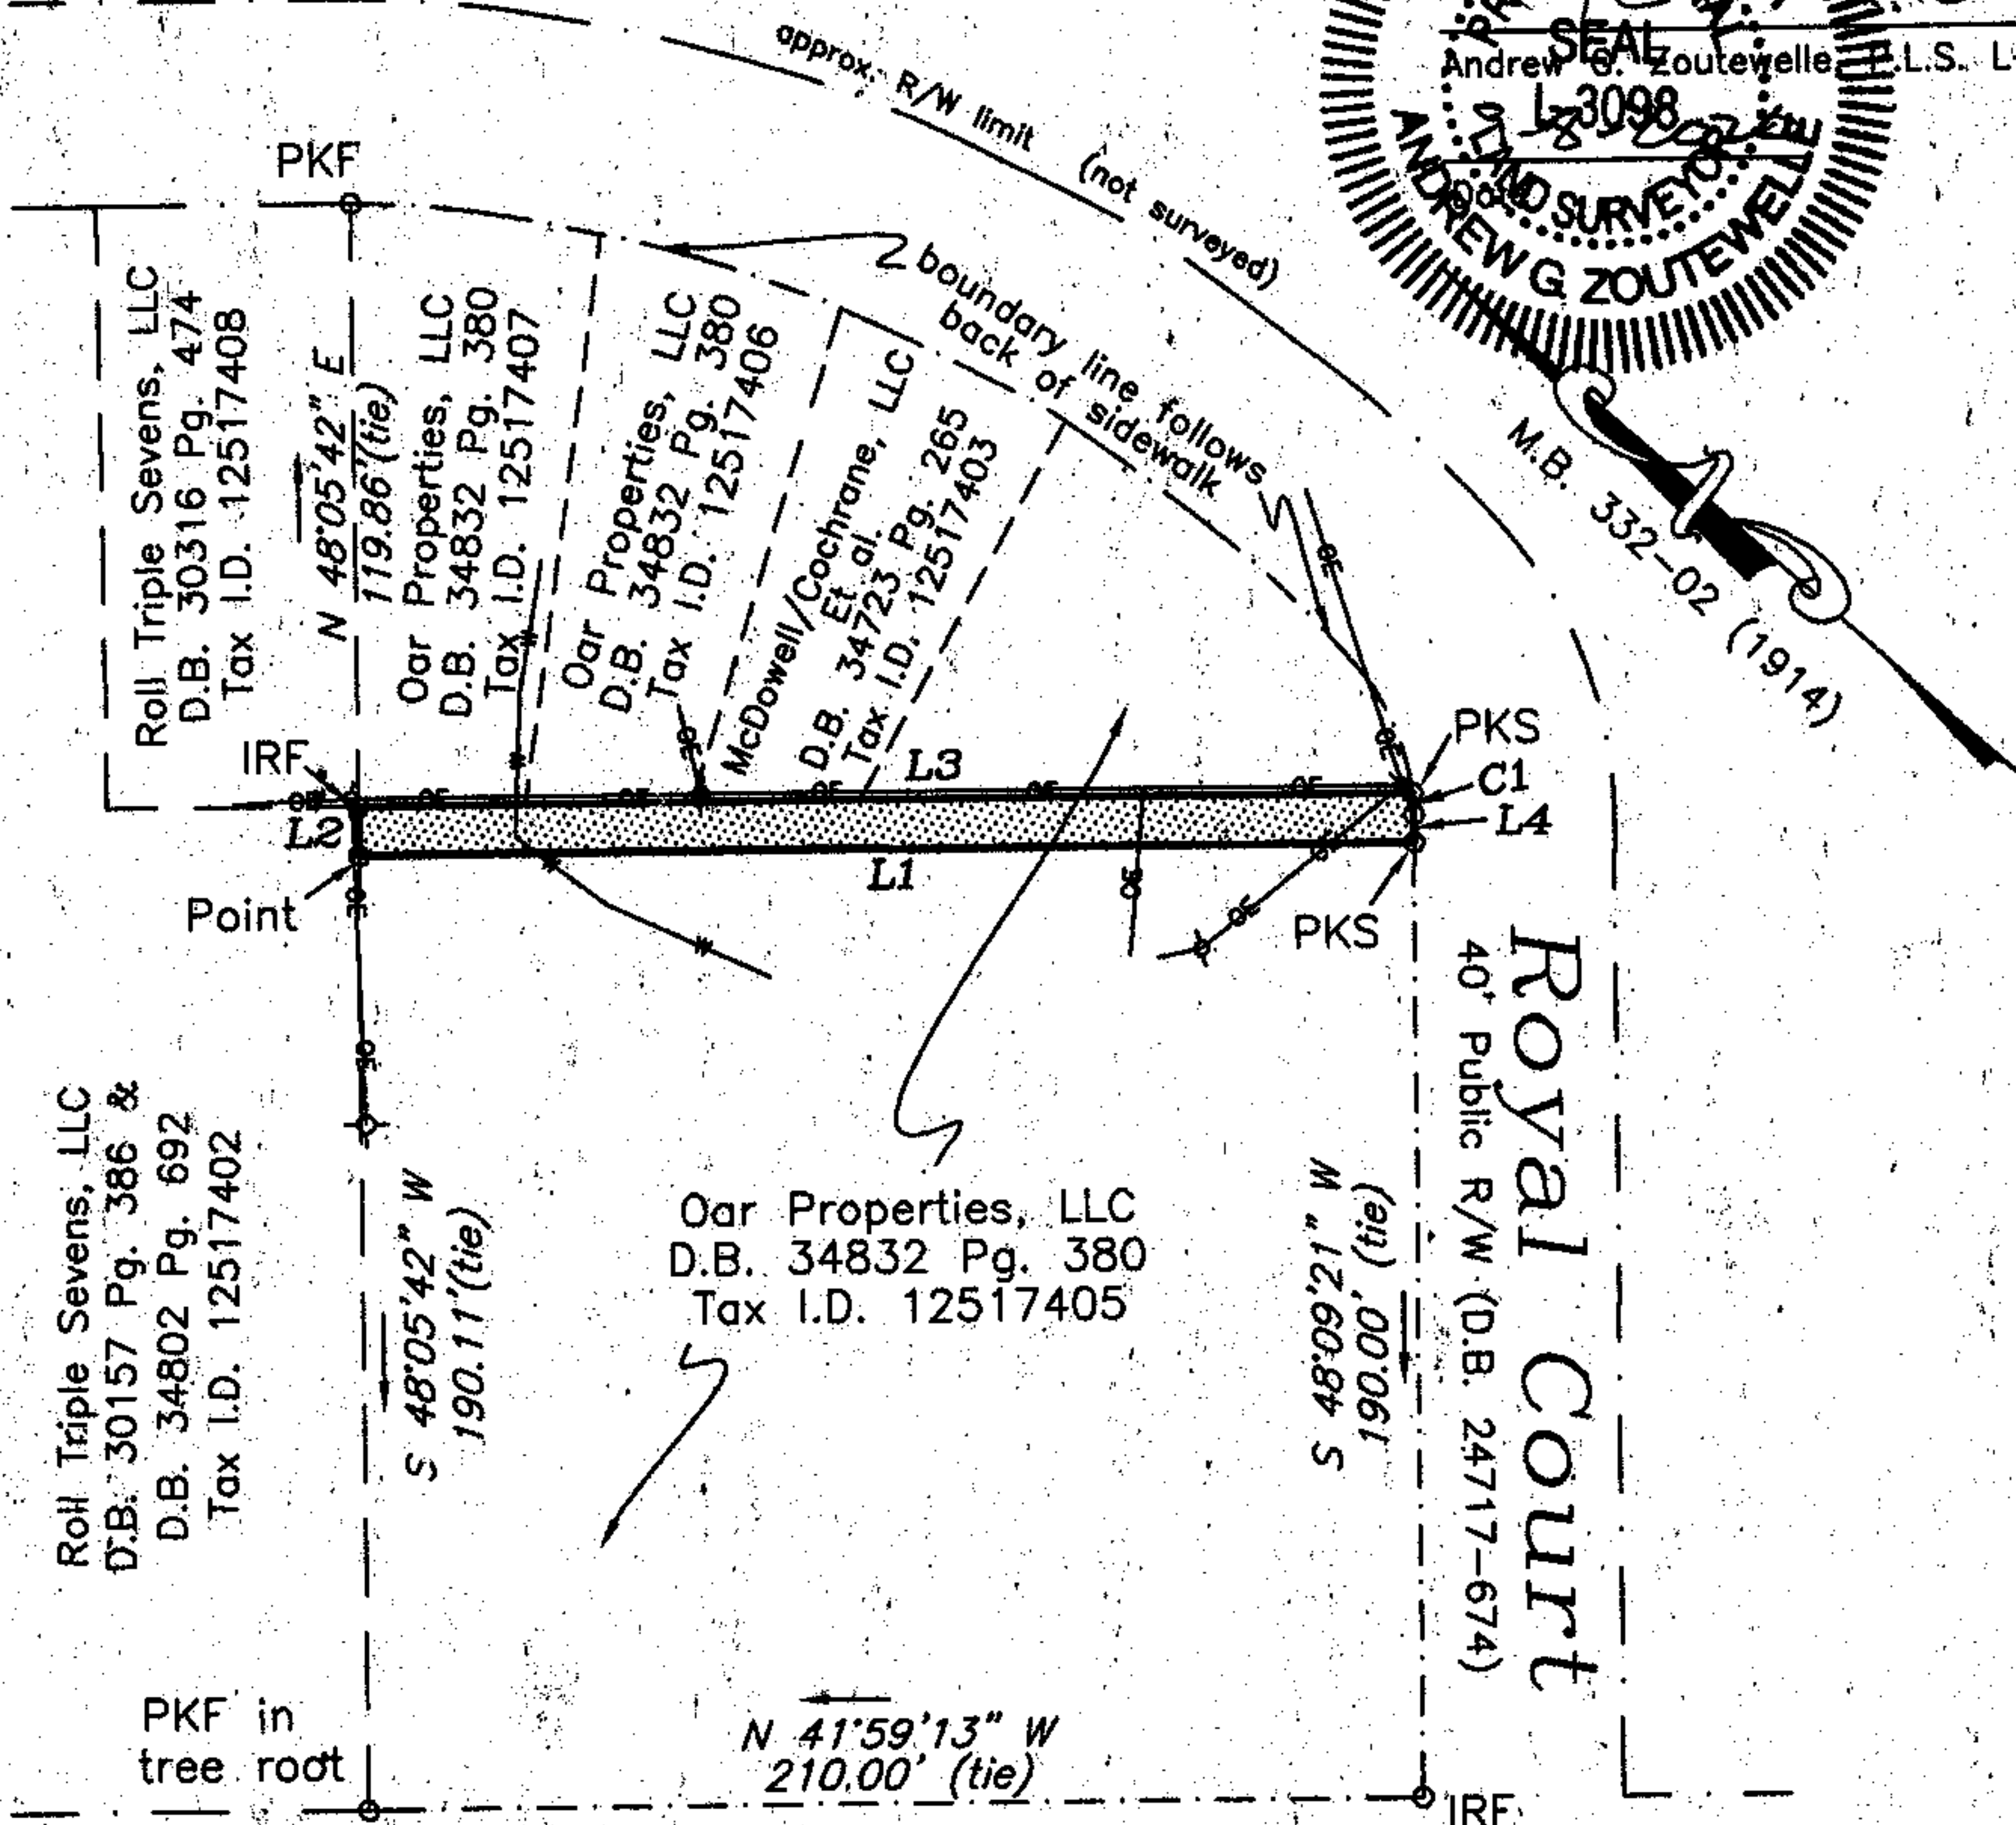 approx. R/W limit (not surveyed)
SEAL
Andrew G. Zoutewelle, P.L.S. L-
L-3098
LAND SURVEYOR
ANDREW G. ZOUTEWELLE
PKF
Roll Triple Sevens, LLC
D.B. 30316 Pg. 474
Tax I.D. 12517408
N 48°05'42" E
119.86'(tie)
Oar Properties, LLC
D.B. 34832 Pg. 380
Tax I.D. 12517407
Oar Properties, LLC
D.B. 34832 Pg. 380
Tax I.D. 12517406
McDowell/Cochrane, LLC
Et al.
D.B. 34723 Pg. 265
Tax I.D. 12517403
boundary line follows
back of sidewalk
M.B. 332-02 (1914)
IRF
L2
Point
L3
L1
PKS
C1
L4
PKS
OE
W
Royal Court
40' Public R/W (D.B. 24717-674)
Roll Triple Sevens, LLC
D.B. 30157 Pg. 386 &
D.B. 34802 Pg. 692
Tax I.D. 12517402
S 48°05'42" W
190.11'(tie)
Oar Properties, LLC
D.B. 34832 Pg. 380
Tax I.D. 12517405
S 48°09'21" W
190.00' (tie)
PKF in
tree root
N 41°59'13" W
210.00' (tie)
IRF